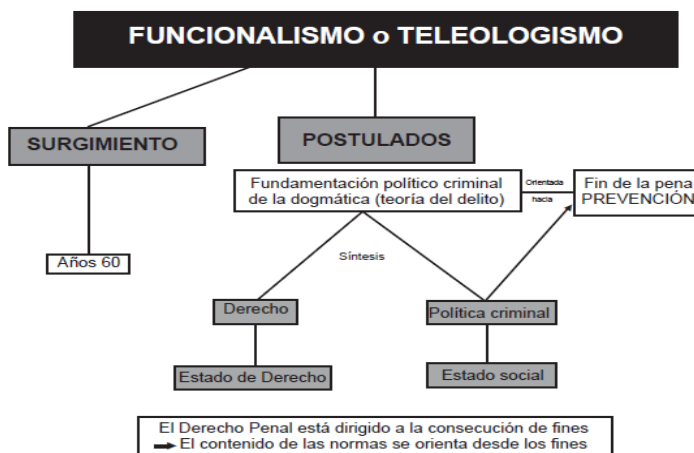 FUNCIONALISMO o TELEOLOGISMO
SURGIMIENTO
POSTULADOS
Fundamentación político criminal
de la dogmática (teoría del delito)
Orientada
hacia
Fin de la pena
PREVENCIÓN
Años 60
Síntesis
Derecho
Política criminal
Estado de Derecho
Estado social
El Derecho Penal está dirigido a la consecución de fines
➡ El contenido de las normas se orienta desde los fines